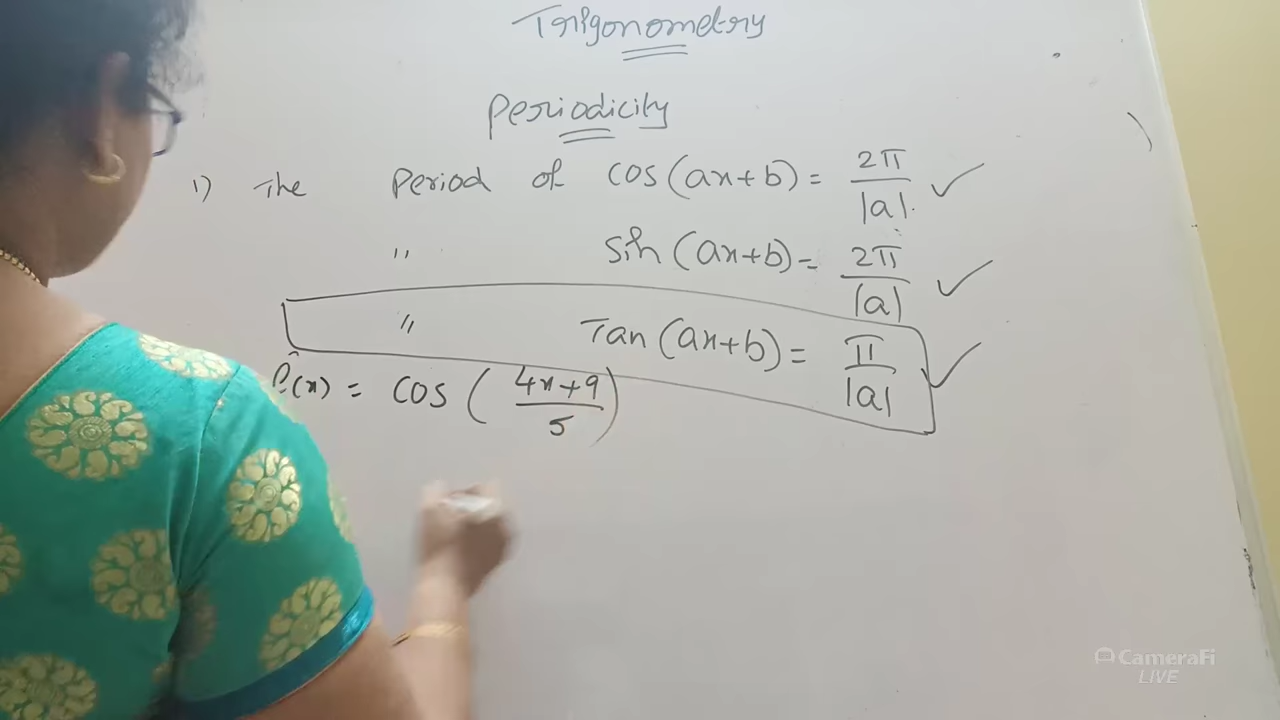 Trigonometry
Periodicity
1) The Period of cos(ax+b) = 2π/|a|. ✓
" sin(ax+b) = 2π/|a| ✓
" Tan(ax+b) = π/|a| ✓
f(x) = cos(4x+9/5)
CameraFi
LIVE